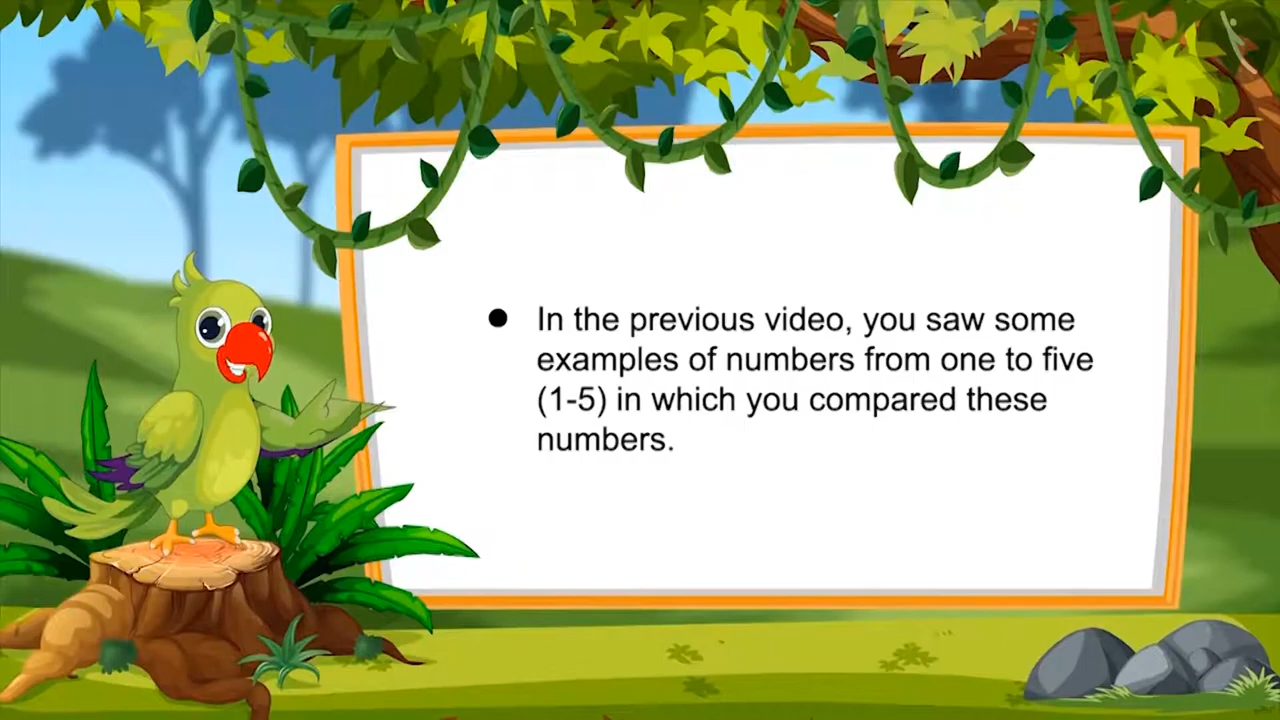 ● In the previous video, you saw some
examples of numbers from one to five
(1-5) in which you compared these
numbers.